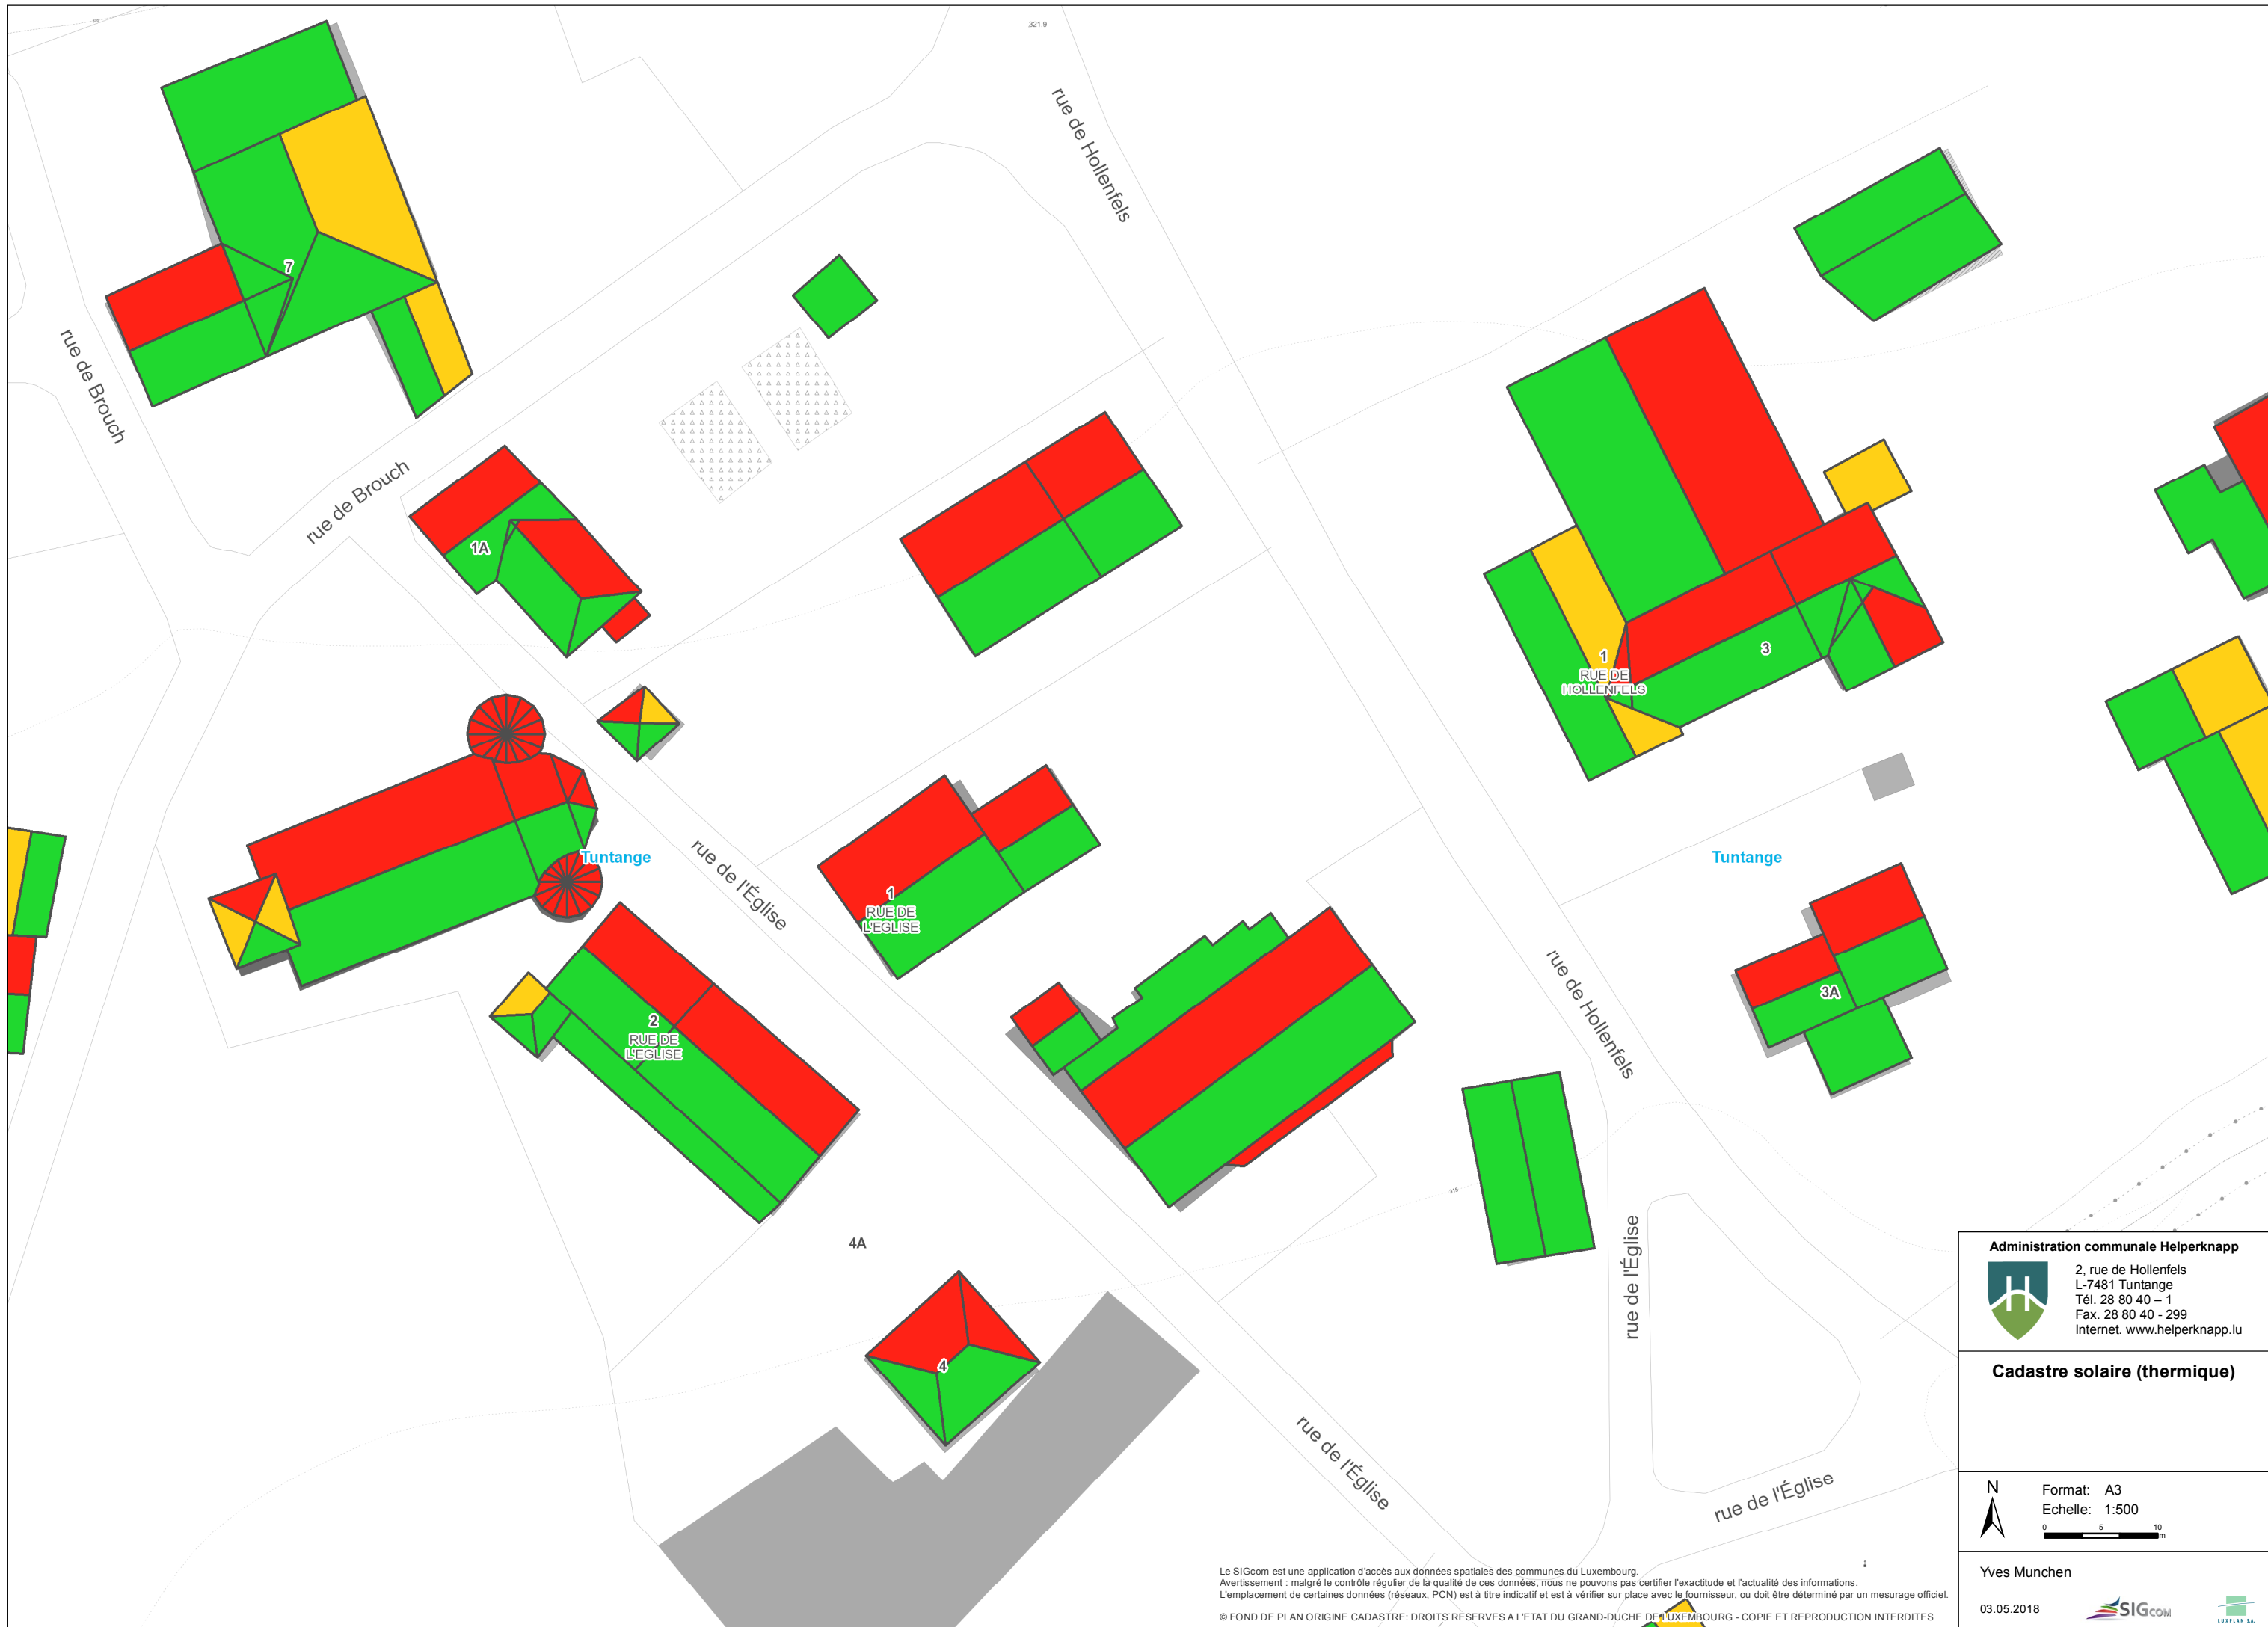 321.9
rue de Hollenfels
7
rue de Brouch
rue de Brouch
1A
3
1
RUE DE
HOLLENFELS
Tuntange
rue de l'Église
1
RUE DE
L'EGLISE
Tuntange
2
RUE DE
L'EGLISE
rue de Hollenfels
3A
315
4A
rue de l'Église
4
rue de l'Église
rue de l'Église
Administration communale Helperknapp
2, rue de Hollenfels
L-7481 Tuntange
Tél. 28 80 40 – 1
Fax. 28 80 40 - 299
Internet. www.helperknapp.lu
Cadastre solaire (thermique)
N
Format: A3
Echelle: 1:500
0 5 10
m
Yves Munchen
03.05.2018
SIGCOM
LUXPLAN S.A.
Le SIGcom est une application d'accès aux données spatiales des communes du Luxembourg.
Avertissement : malgré le contrôle régulier de la qualité de ces données, nous ne pouvons pas certifier l'exactitude et l'actualité des informations.
L'emplacement de certaines données (réseaux, PCN) est à titre indicatif et est à vérifier sur place avec le fournisseur, ou doit être déterminé par un mesurage officiel.
© FOND DE PLAN ORIGINE CADASTRE: DROITS RESERVES A L'ETAT DU GRAND-DUCHE DE LUXEMBOURG - COPIE ET REPRODUCTION INTERDITES